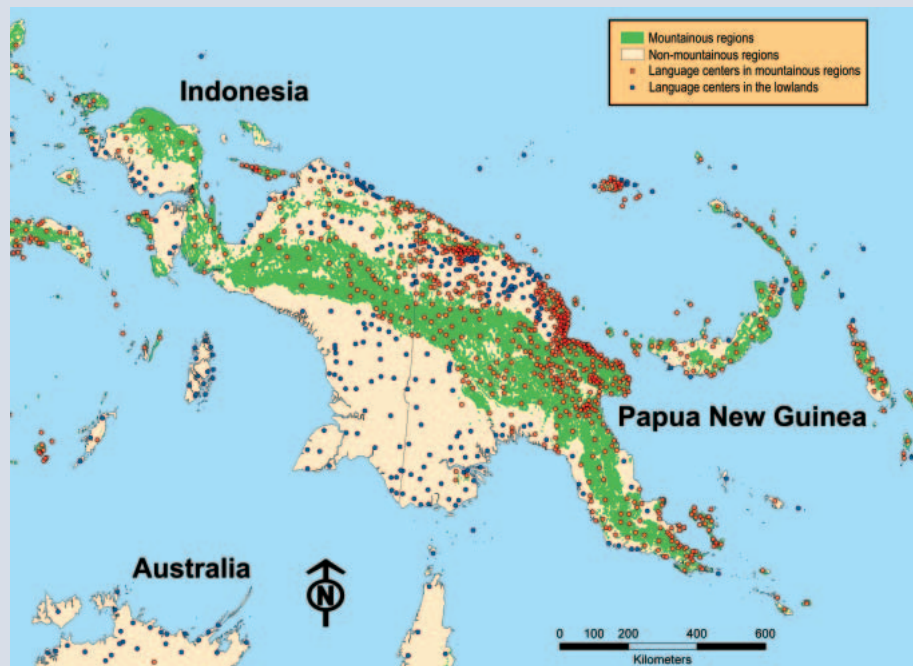 Mountainous regions
Non-mountainous regions
Language centers in mountainous regions
Language centers in the lowlands
Indonesia
Papua New Guinea
Australia
N
0 100 200 400 600
Kilometers